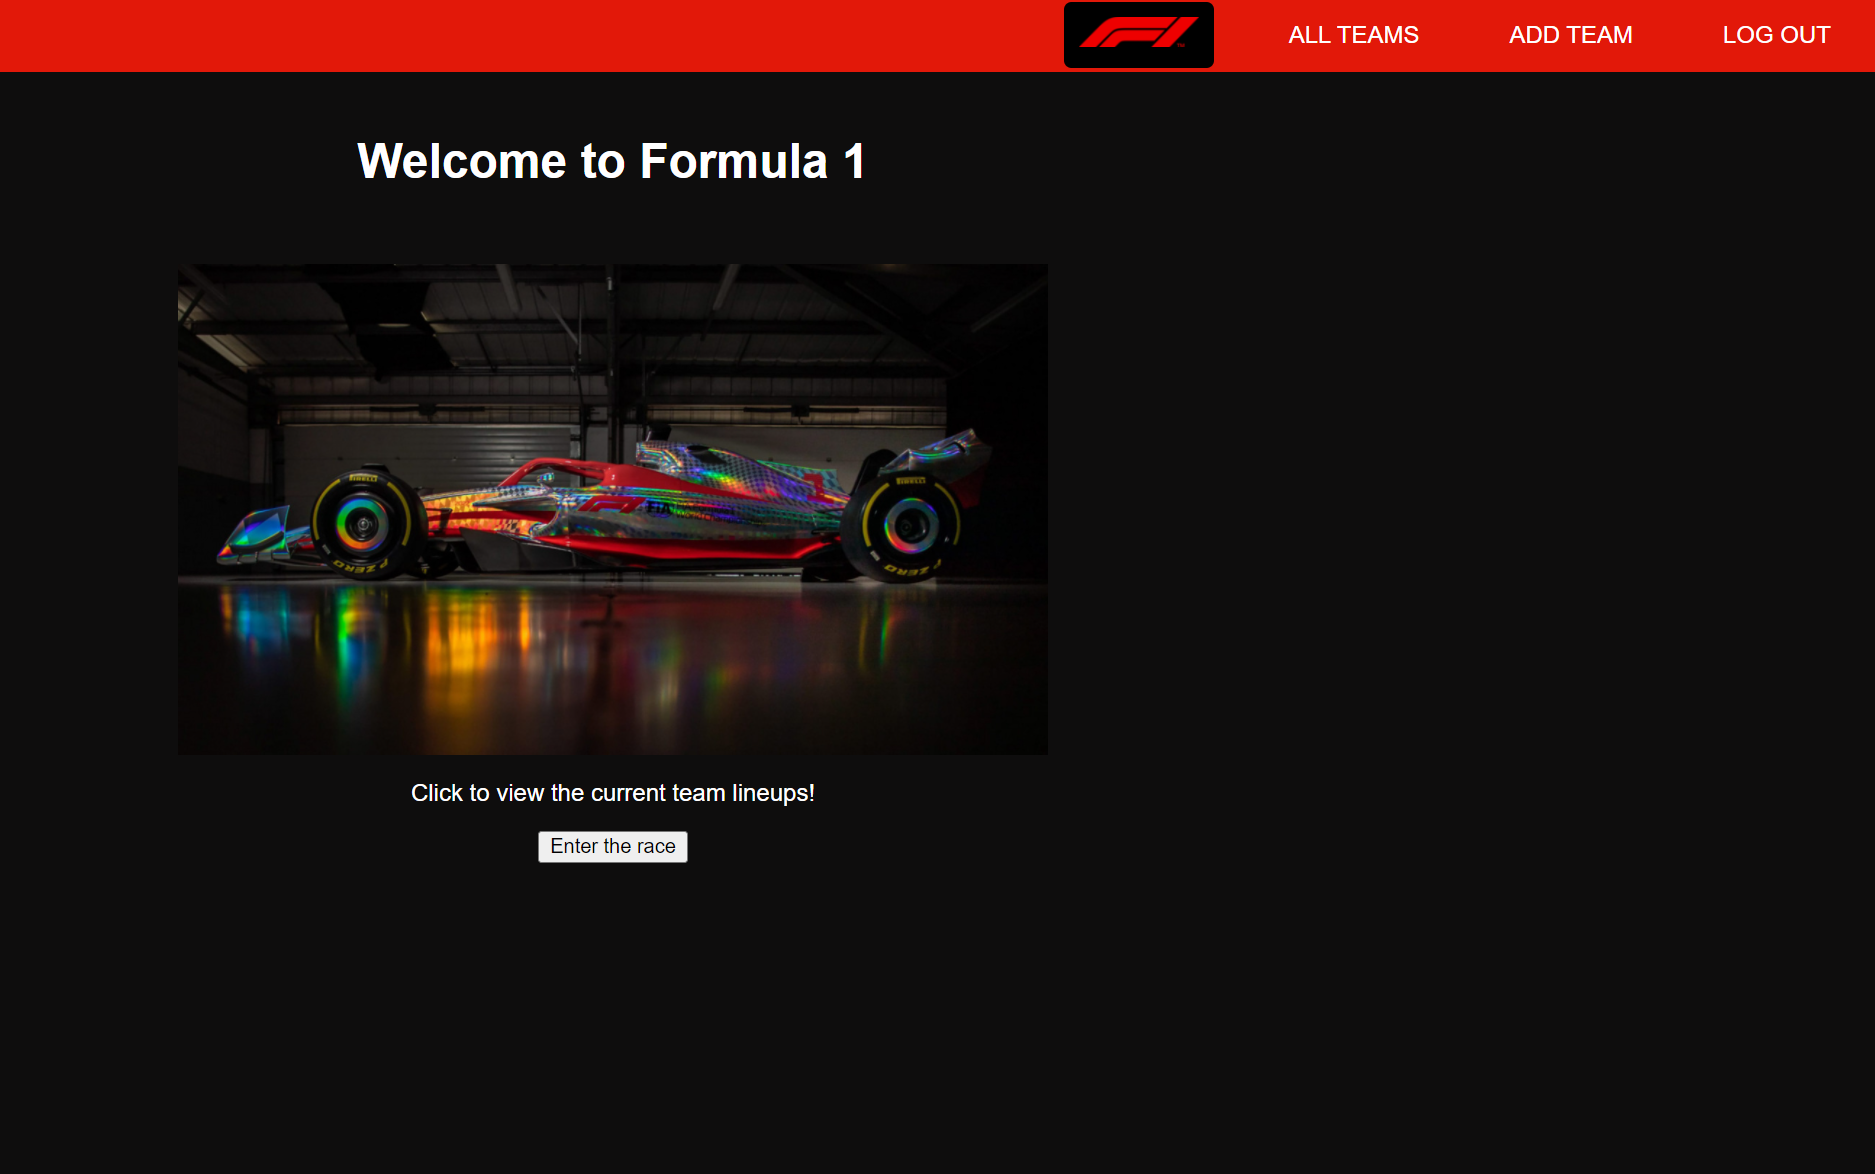 F1 ALL TEAMS ADD TEAM LOG OUT
Welcome to Formula 1
PIRELLI
PIRELLI
FIA
P ZERO
P ZERO
Click to view the current team lineups!
Enter the race